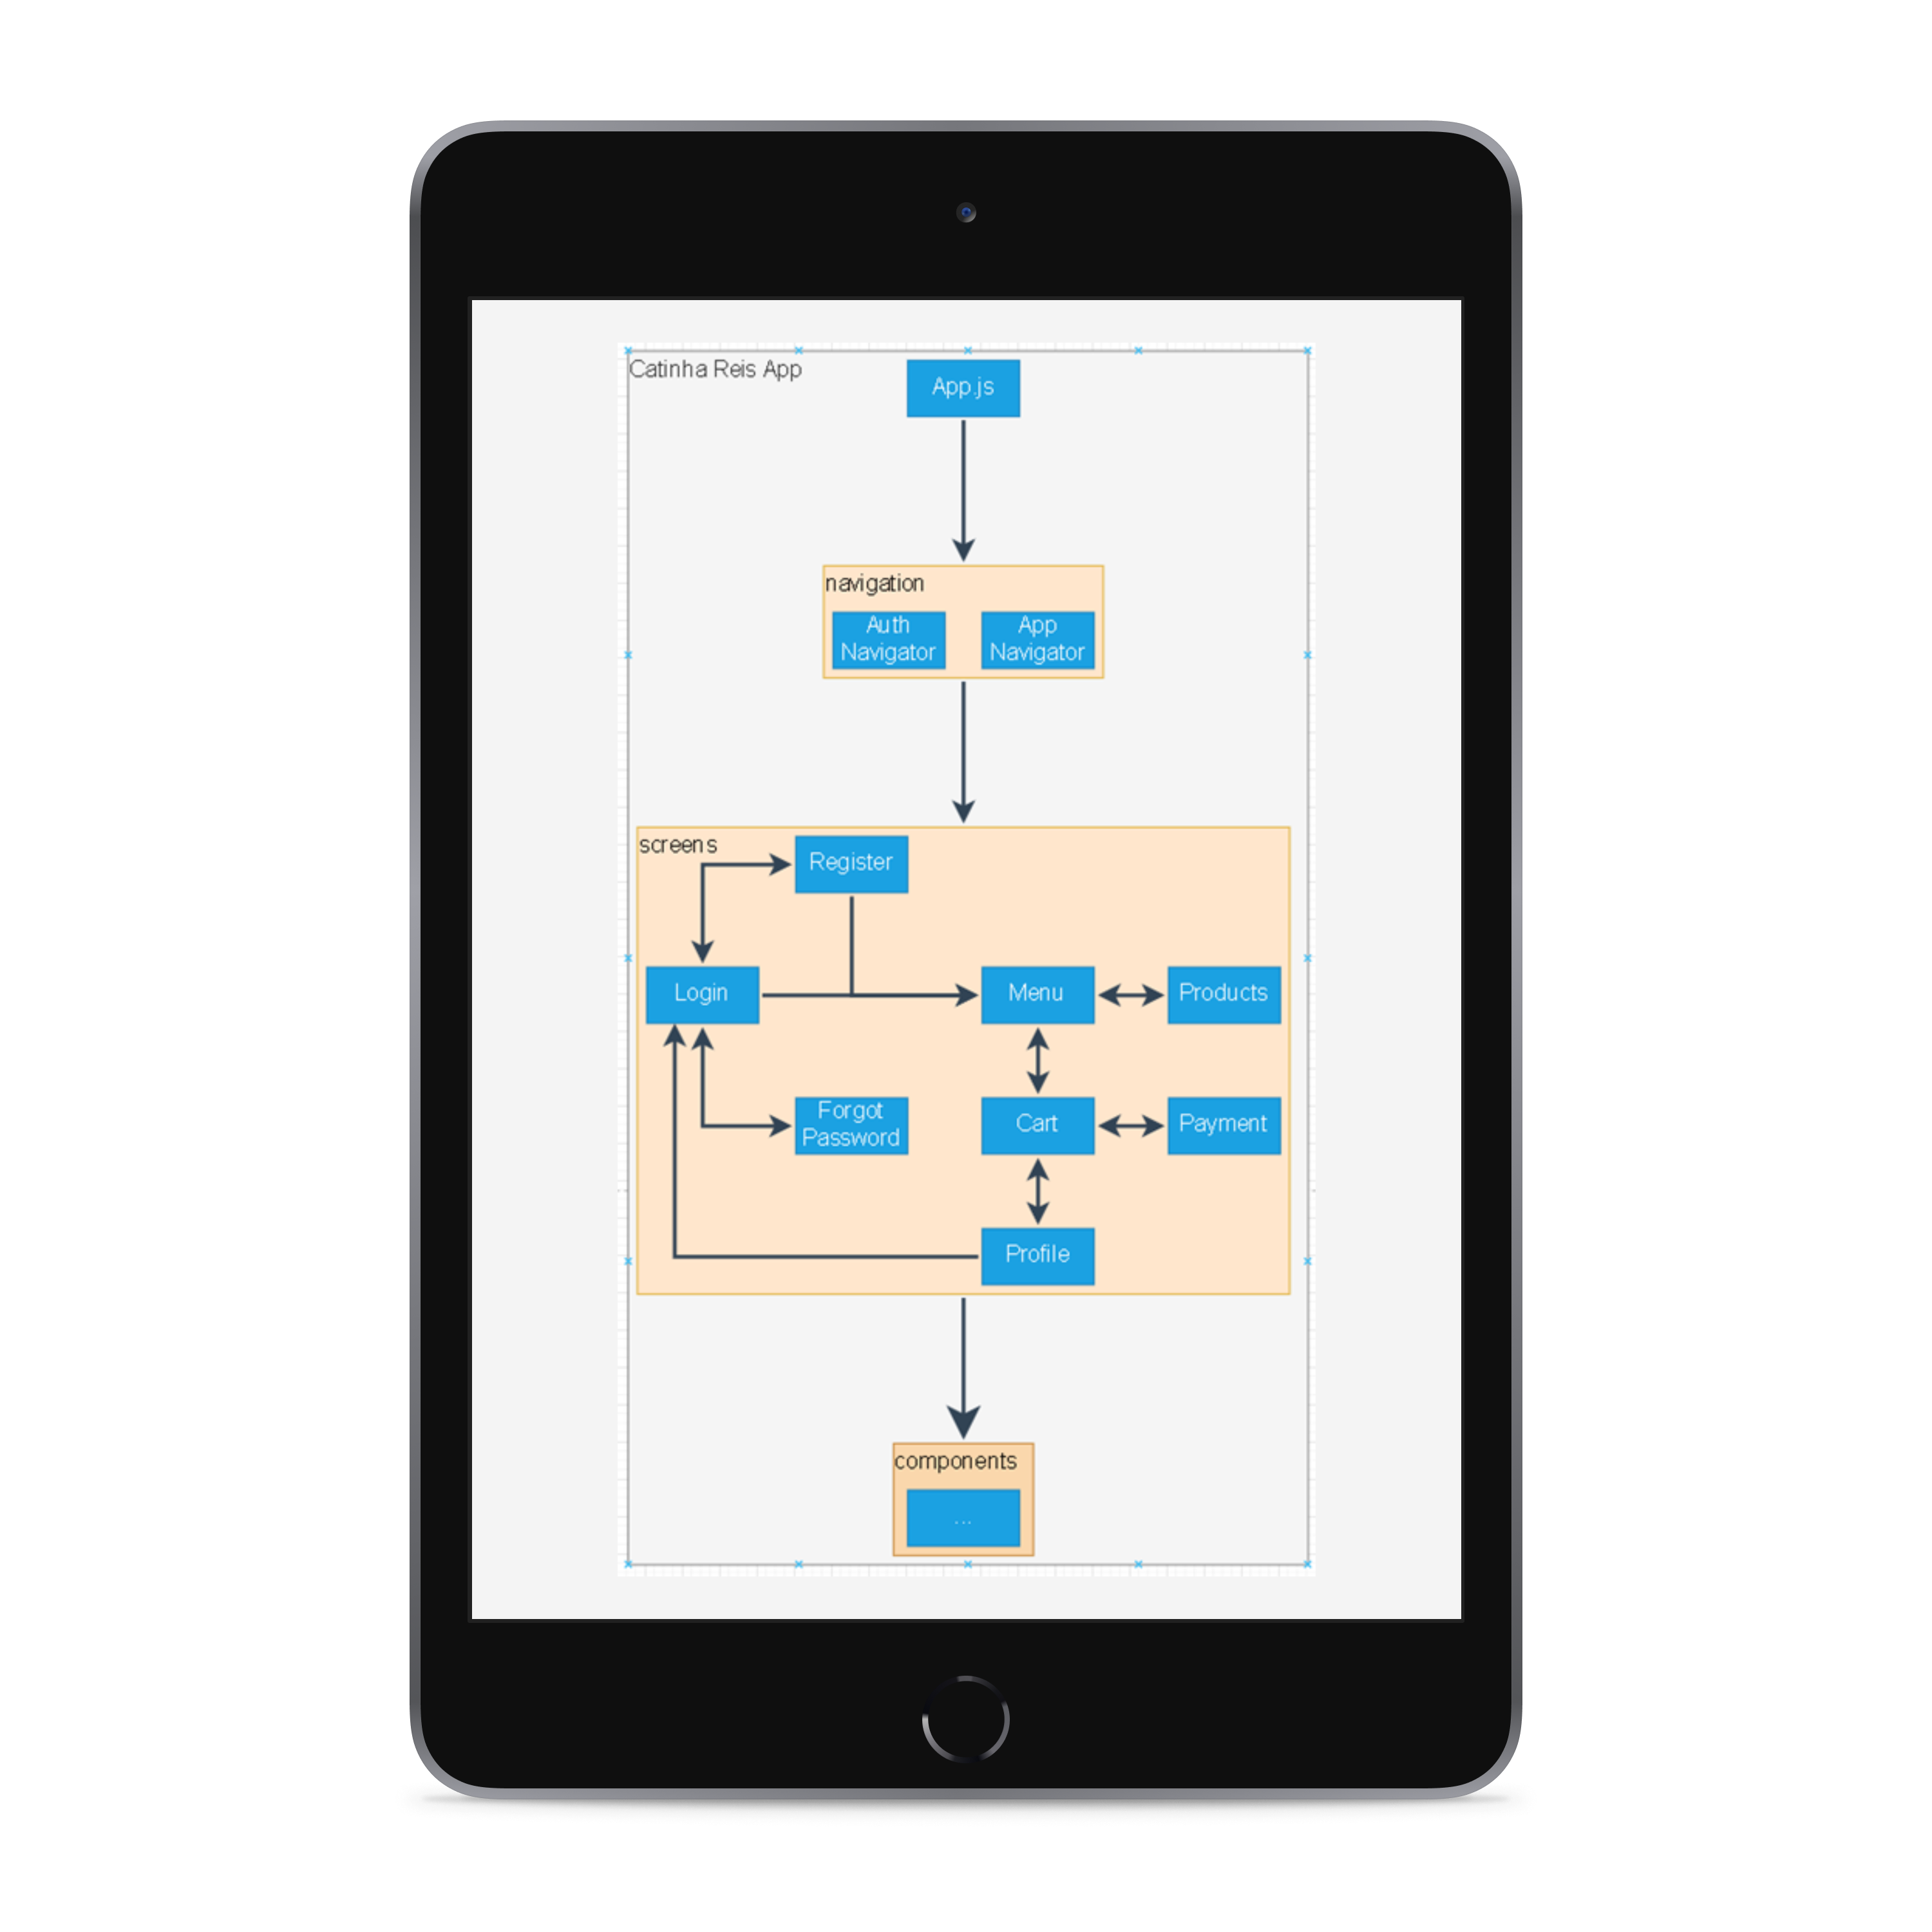 Catinha Reis App
App.js
navigation
Auth
Navigator
App
Navigator
screens
Register
Login
Menu
Products
Forgot
Password
Cart
Payment
Profile
components
...